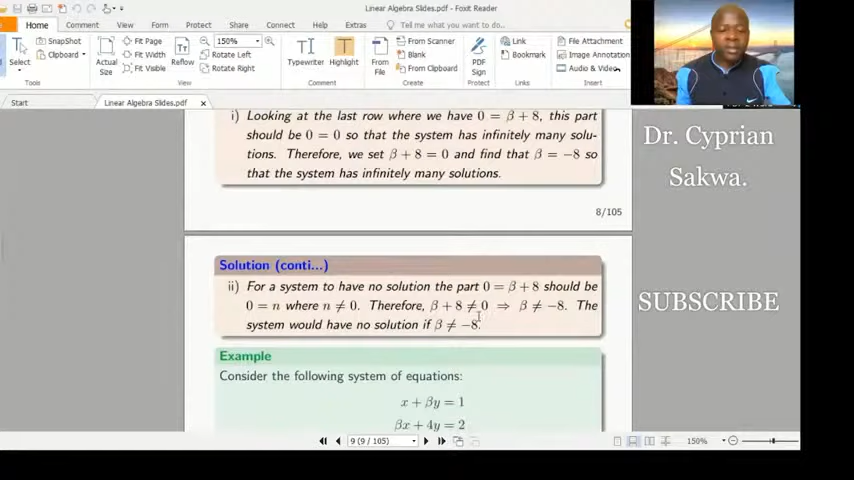 Linear Algebra Slides.pdf - Foxit Reader
Home Comment View Form Protect Share Connect Help Extras Tell me what you want to do...
SnapShot
Clipboard
Select
Tools
Actual Size
Fit Page
Fit Width
Fit Visible
Reflow
150%
Rotate Left
Rotate Right
View
Typewriter
Highlight
Comment
From File
From Scanner
Blank
From Clipboard
Create
PDF Sign
Protect
Link
Bookmark
Links
File Attachment
Image Annotation
Audio & Video
Insert
Start
Linear Algebra Slides.pdf
i) Looking at the last row where we have 0 = β + 8, this part
should be 0 = 0 so that the system has infinitely many solu-
tions. Therefore, we set β + 8 = 0 and find that β = −8 so
that the system has infinitely many solutions.
8/105
Solution (conti...)
ii) For a system to have no solution the part 0 = β + 8 should be
0 = n where n ≠ 0. Therefore, β + 8 ≠ 0 ⇒ β ≠ −8. The
system would have no solution if β ≠ −8.
Example
Consider the following system of equations:
x + βy = 1
βx + 4y = 2
Dr. Cyprian
Sakwa.
SUBSCRIBE
9 (9 / 105)
150%